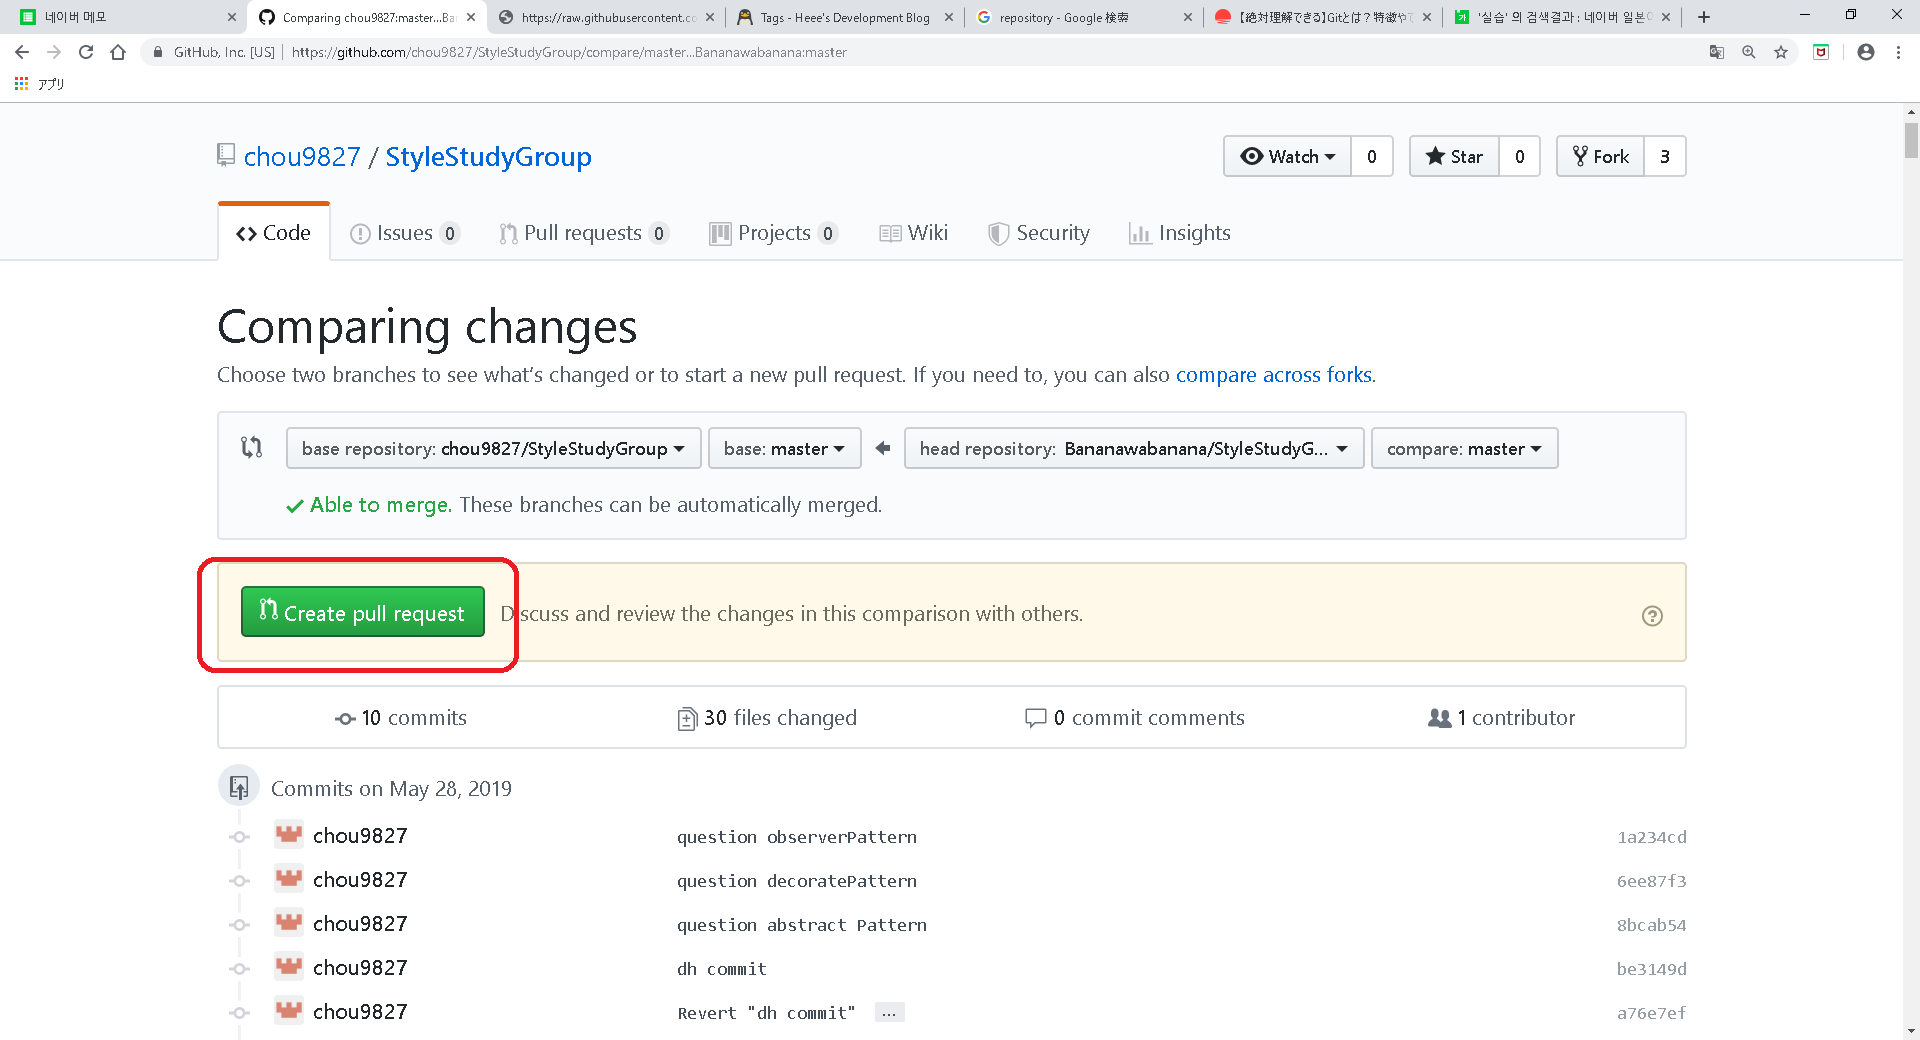 네이버 메모
Comparing chou9827:master...Ba
https://raw.githubusercontent.co
Tags - Heee's Development Blog
repository - Google 検索
【絶対理解できる】Gitとは？特徴や
'실습' 의 검색결과 : 네이버 일본
GitHub, Inc. [US]
https://github.com/chou9827/StyleStudyGroup/compare/master...Bananawabanana:master
アプリ
chou9827 / StyleStudyGroup
Watch 0
Star 0
Fork 3
Code
Issues 0
Pull requests 0
Projects 0
Wiki
Security
Insights
Comparing changes
Choose two branches to see what's changed or to start a new pull request. If you need to, you can also compare across forks.
base repository: chou9827/StyleStudyGroup
base: master
head repository: Bananawabanana/StyleStudyG...
compare: master
Able to merge. These branches can be automatically merged.
Create pull request
Discuss and review the changes in this comparison with others.
10 commits
30 files changed
0 commit comments
1 contributor
Commits on May 28, 2019
chou9827 question observerPattern 1a234cd
chou9827 question decoratePattern 6ee87f3
chou9827 question abstract Pattern 8bcab54
chou9827 dh commit be3149d
chou9827 Revert "dh commit" ... a76e7ef